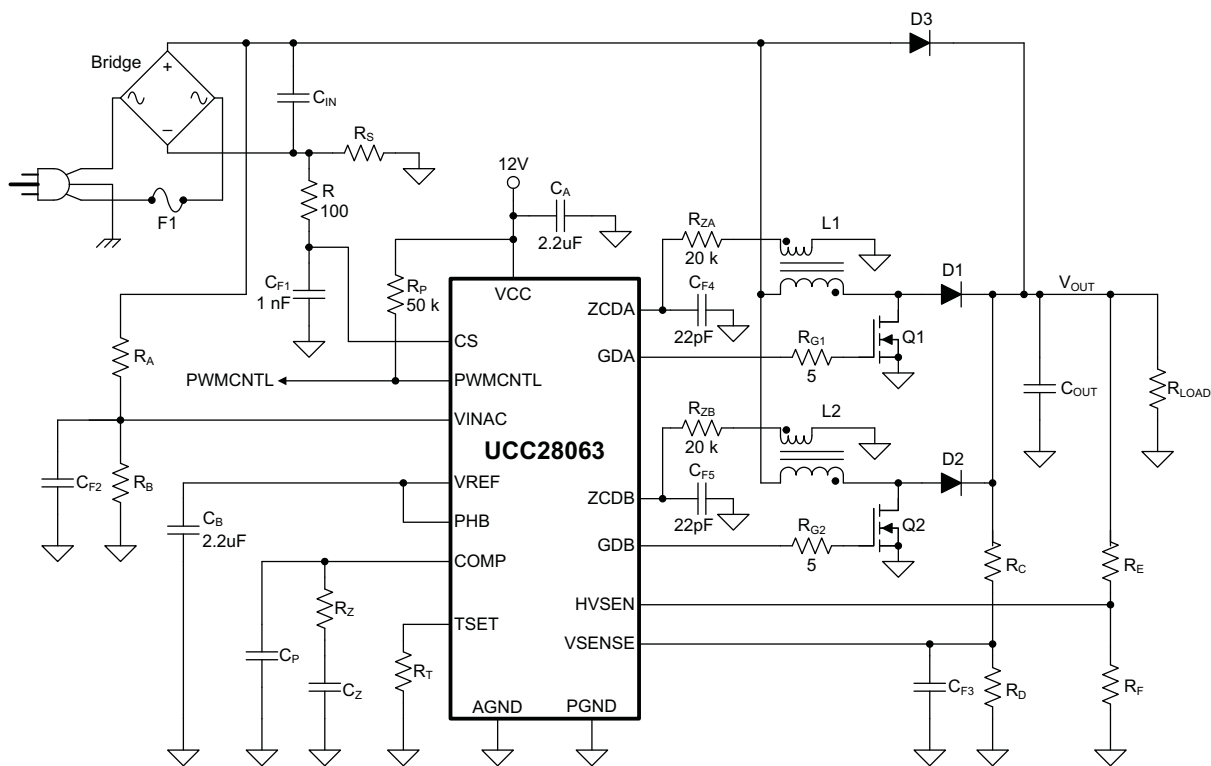 D3
Bridge
+
−
C_IN
R_S
F1
R
100
12V
C_A
2.2uF
C_F1
1 nF
R_P
50 k
VCC
R_ZA
20 k
L1
C_F4
22pF
ZCDA
D1
V_OUT
R_G1
5
Q1
GDA
CS
R_A
PWMCNTL
PWMCNTL
C_OUT
R_LOAD
VINAC
UCC28063
R_ZB
20 k
L2
C_F5
22pF
ZCDB
D2
C_F2
R_B
VREF
PHB
C_B
2.2uF
R_G2
5
Q2
GDB
COMP
R_C
R_E
R_Z
HVSEN
TSET
VSENSE
C_P
C_Z
R_T
C_F3
R_D
R_F
AGND
PGND